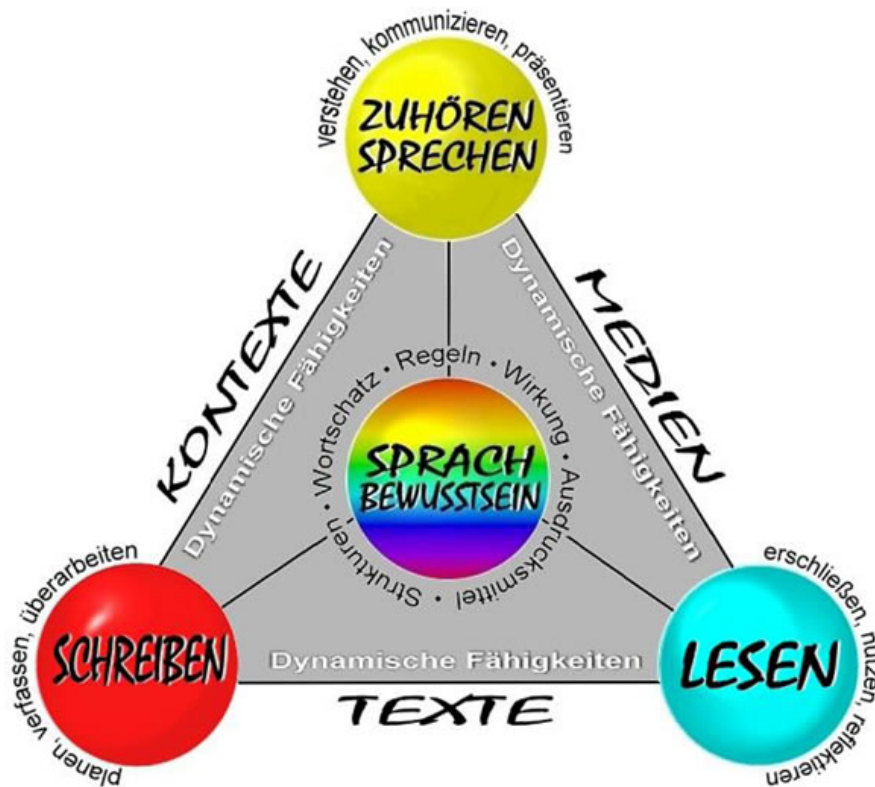 verstehen, kommunizieren, präsentieren
ZUHÖREN
SPRECHEN
KONTEXTE
Dynamische Fähigkeiten
Dynamische Fähigkeiten
MEDIEN
Strukturen • Wortschatz • Regeln • Wirkung • Ausdrucksmittel •
SPRACH
BEWUSSTSEIN
planen, verfassen, überarbeiten
SCHREIBEN
Dynamische Fähigkeiten
TEXTE
erschließen, nutzen, reflektieren
LESEN